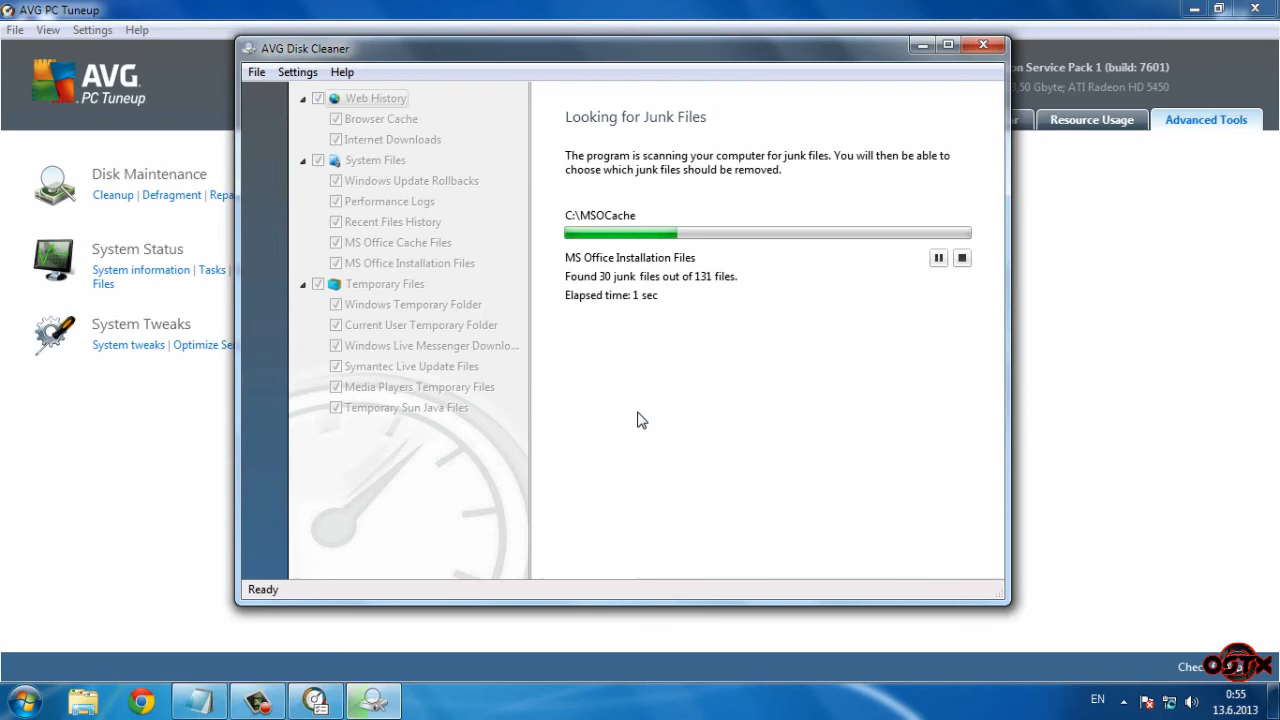 AVG PC Tuneup
File View Settings Help
AVG
PC Tuneup
on Service Pack 1 (build: 7601)
3,50 Gbyte; ATI Radeon HD 5450
Resource Usage
Advanced Tools
Disk Maintenance
Cleanup | Defragment | Repa
System Status
System information | Tasks |
Files
System Tweaks
System tweaks | Optimize Se
AVG Disk Cleaner
File Settings Help
Web History
Browser Cache
Internet Downloads
System Files
Windows Update Rollbacks
Performance Logs
Recent Files History
MS Office Cache Files
MS Office Installation Files
Temporary Files
Windows Temporary Folder
Current User Temporary Folder
Windows Live Messenger Downlo...
Symantec Live Update Files
Media Players Temporary Files
Temporary Sun Java Files
Looking for Junk Files
The program is scanning your computer for junk files. You will then be able to
choose which junk files should be removed.
C:\MSOCache
MS Office Installation Files
Found 30 junk files out of 131 files.
Elapsed time: 1 sec
Ready
OSTX
EN
0:55
13.6.2013